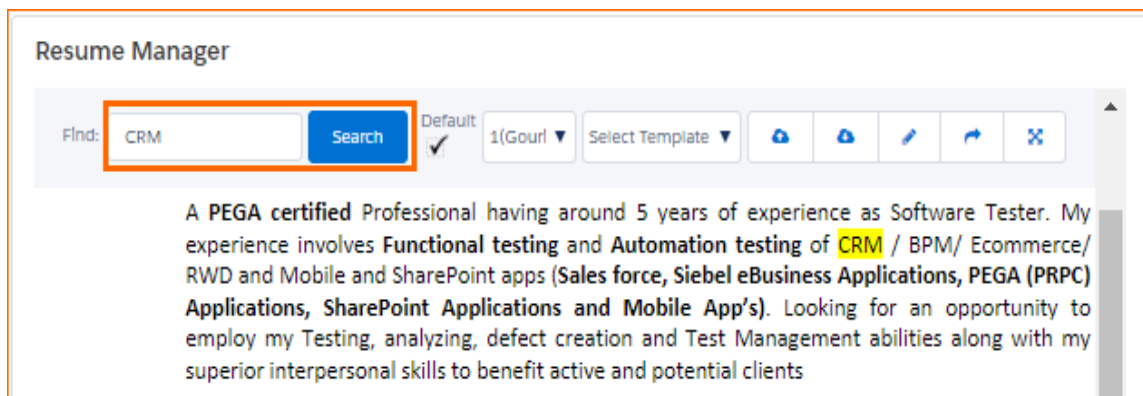 Resume Manager
Find: CRM Search Default 1(Gourl Select Template
A PEGA certified Professional having around 5 years of experience as Software Tester. My
experience involves Functional testing and Automation testing of CRM / BPM/ Ecommerce/
RWD and Mobile and SharePoint apps (Sales force, Siebel eBusiness Applications, PEGA (PRPC)
Applications, SharePoint Applications and Mobile App’s). Looking for an opportunity to
employ my Testing, analyzing, defect creation and Test Management abilities along with my
superior interpersonal skills to benefit active and potential clients